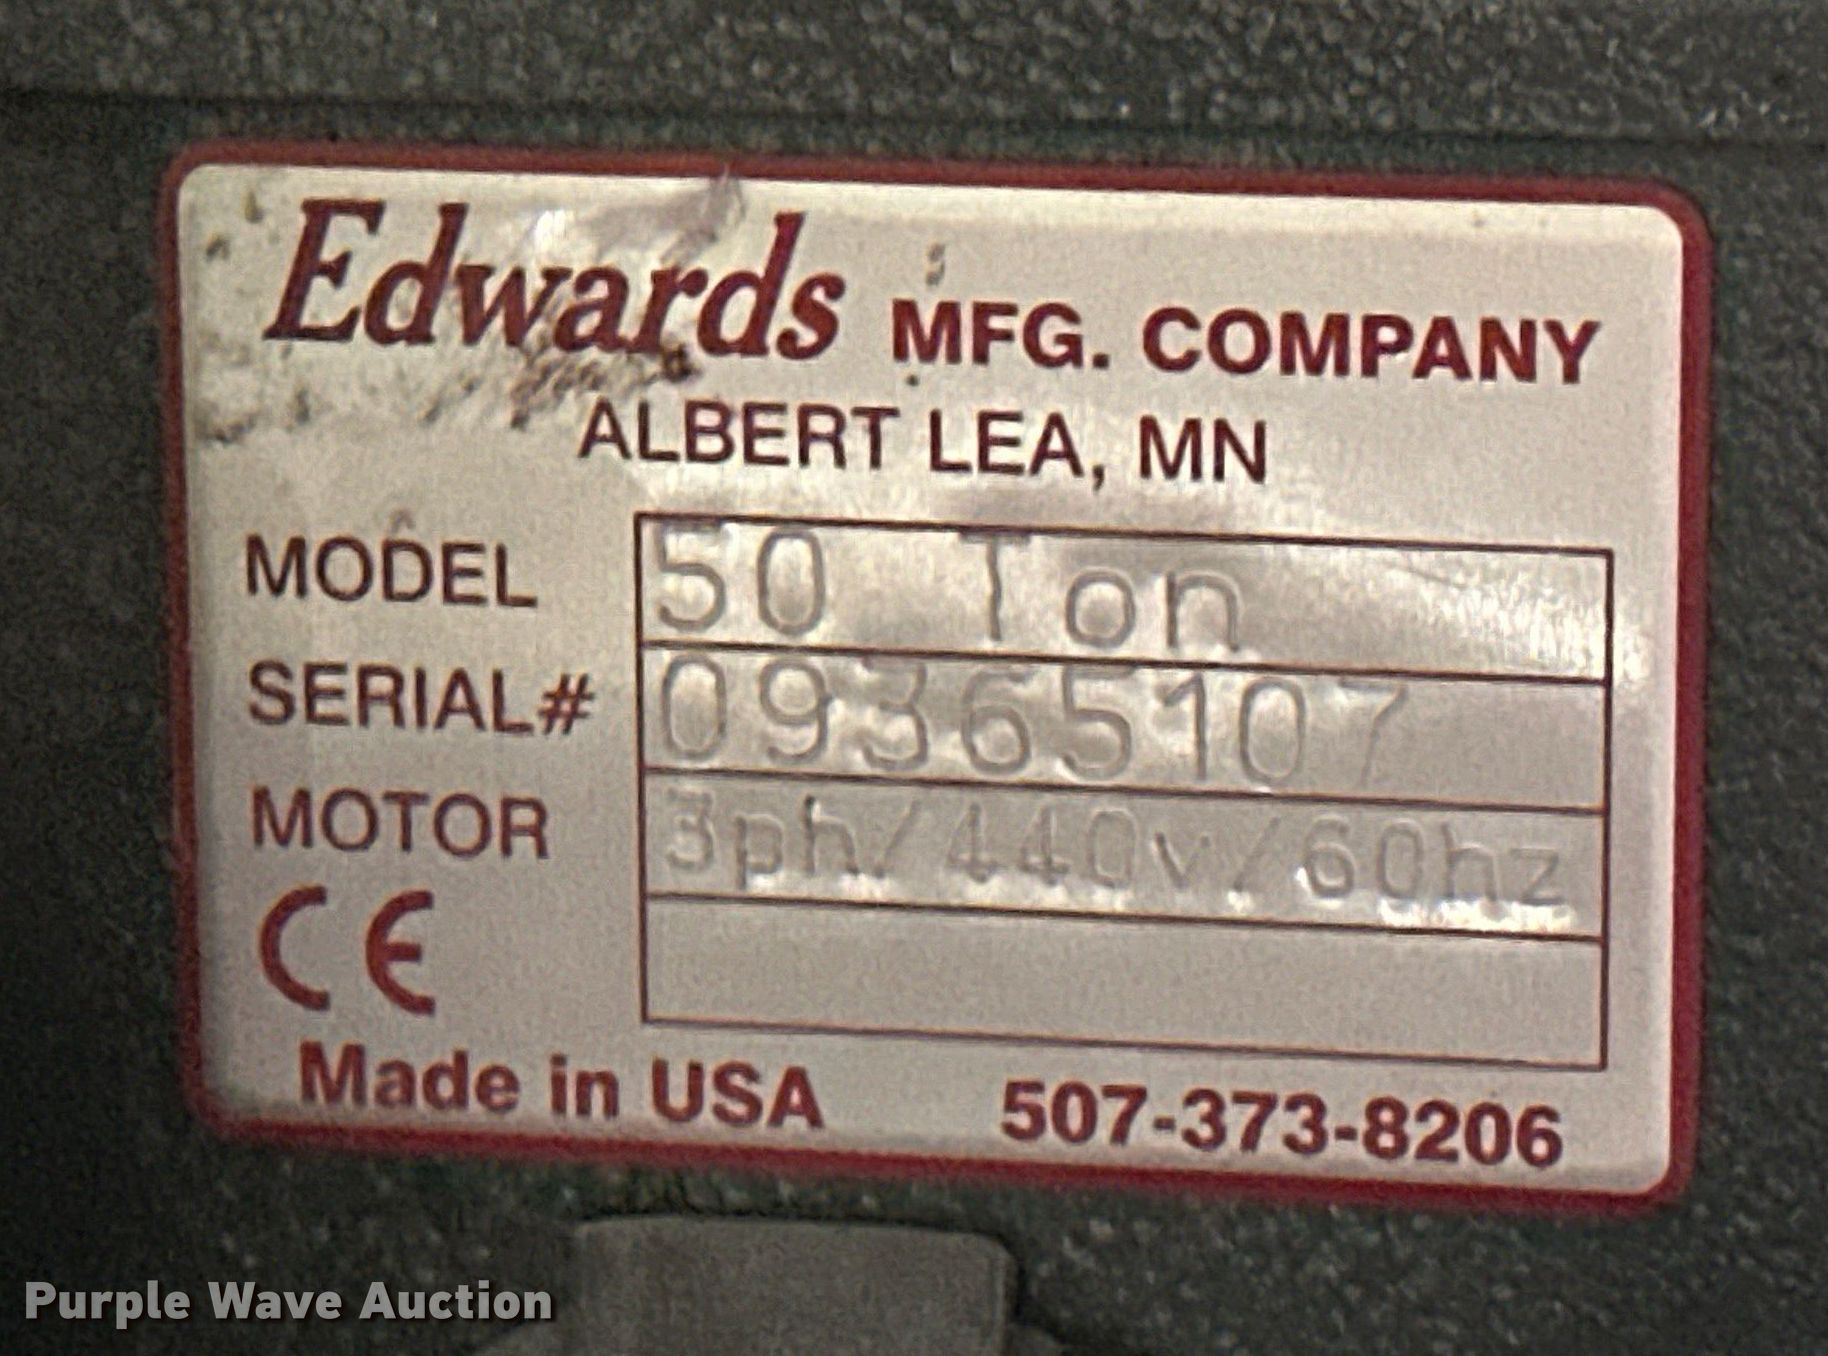 Edwards MFG. COMPANY
ALBERT LEA, MN
MODEL 50 Ton
SERIAL# 09365107
MOTOR 3ph/440v/60hz
CE
Made in USA 507-373-8206
Purple Wave Auction